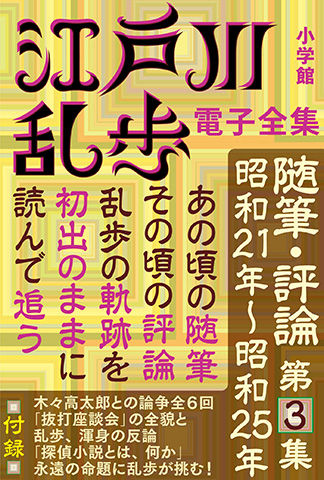 小学館
江戸川
乱歩
電子全集
随筆・評論 第3集
昭和21年～昭和25年
あの頃の随筆
その頃の評論
乱歩の軌跡を
初出のままに
読んで追う
付録
木々高太郎との論争全6回
「抜打座談会」の全貌と
乱歩、渾身の反論
「探偵小説とは、何か」
永遠の命題に乱歩が挑む！